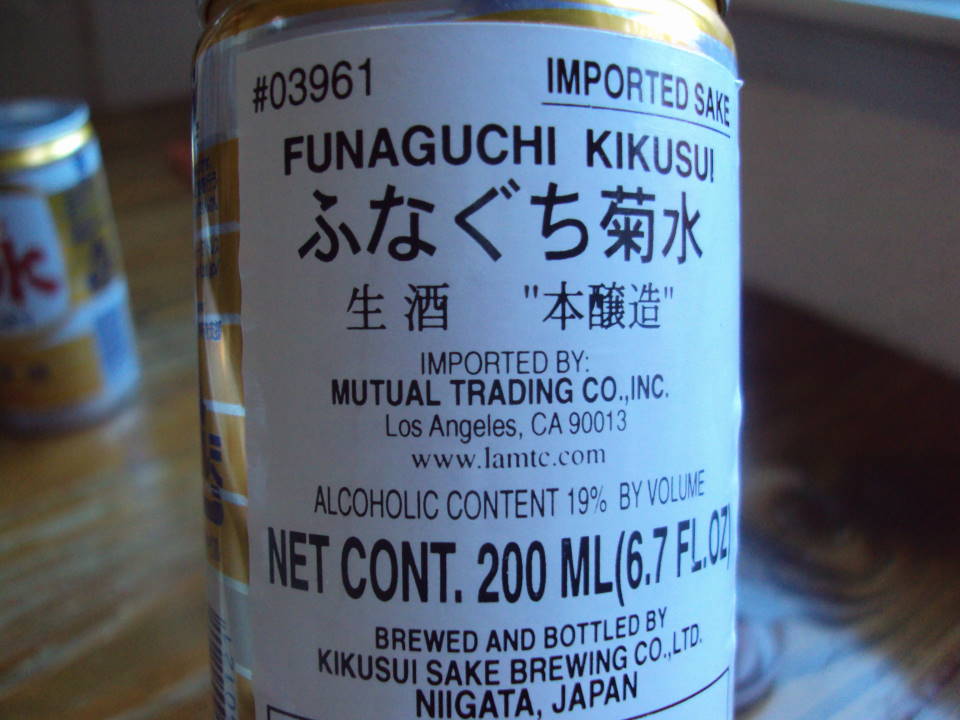 #03961
IMPORTED SAKE
FUNAGUCHI KIKUSUI
ふなぐち菊水
生酒 "本醸造"
IMPORTED BY:
MUTUAL TRADING CO.,INC.
Los Angeles, CA 90013
www.lamtc.com
ALCOHOLIC CONTENT 19% BY VOLUME
NET CONT. 200 ML(6.7 FL.OZ)
BREWED AND BOTTLED BY
KIKUSUI SAKE BREWING CO.,LTD.
NIIGATA, JAPAN
水